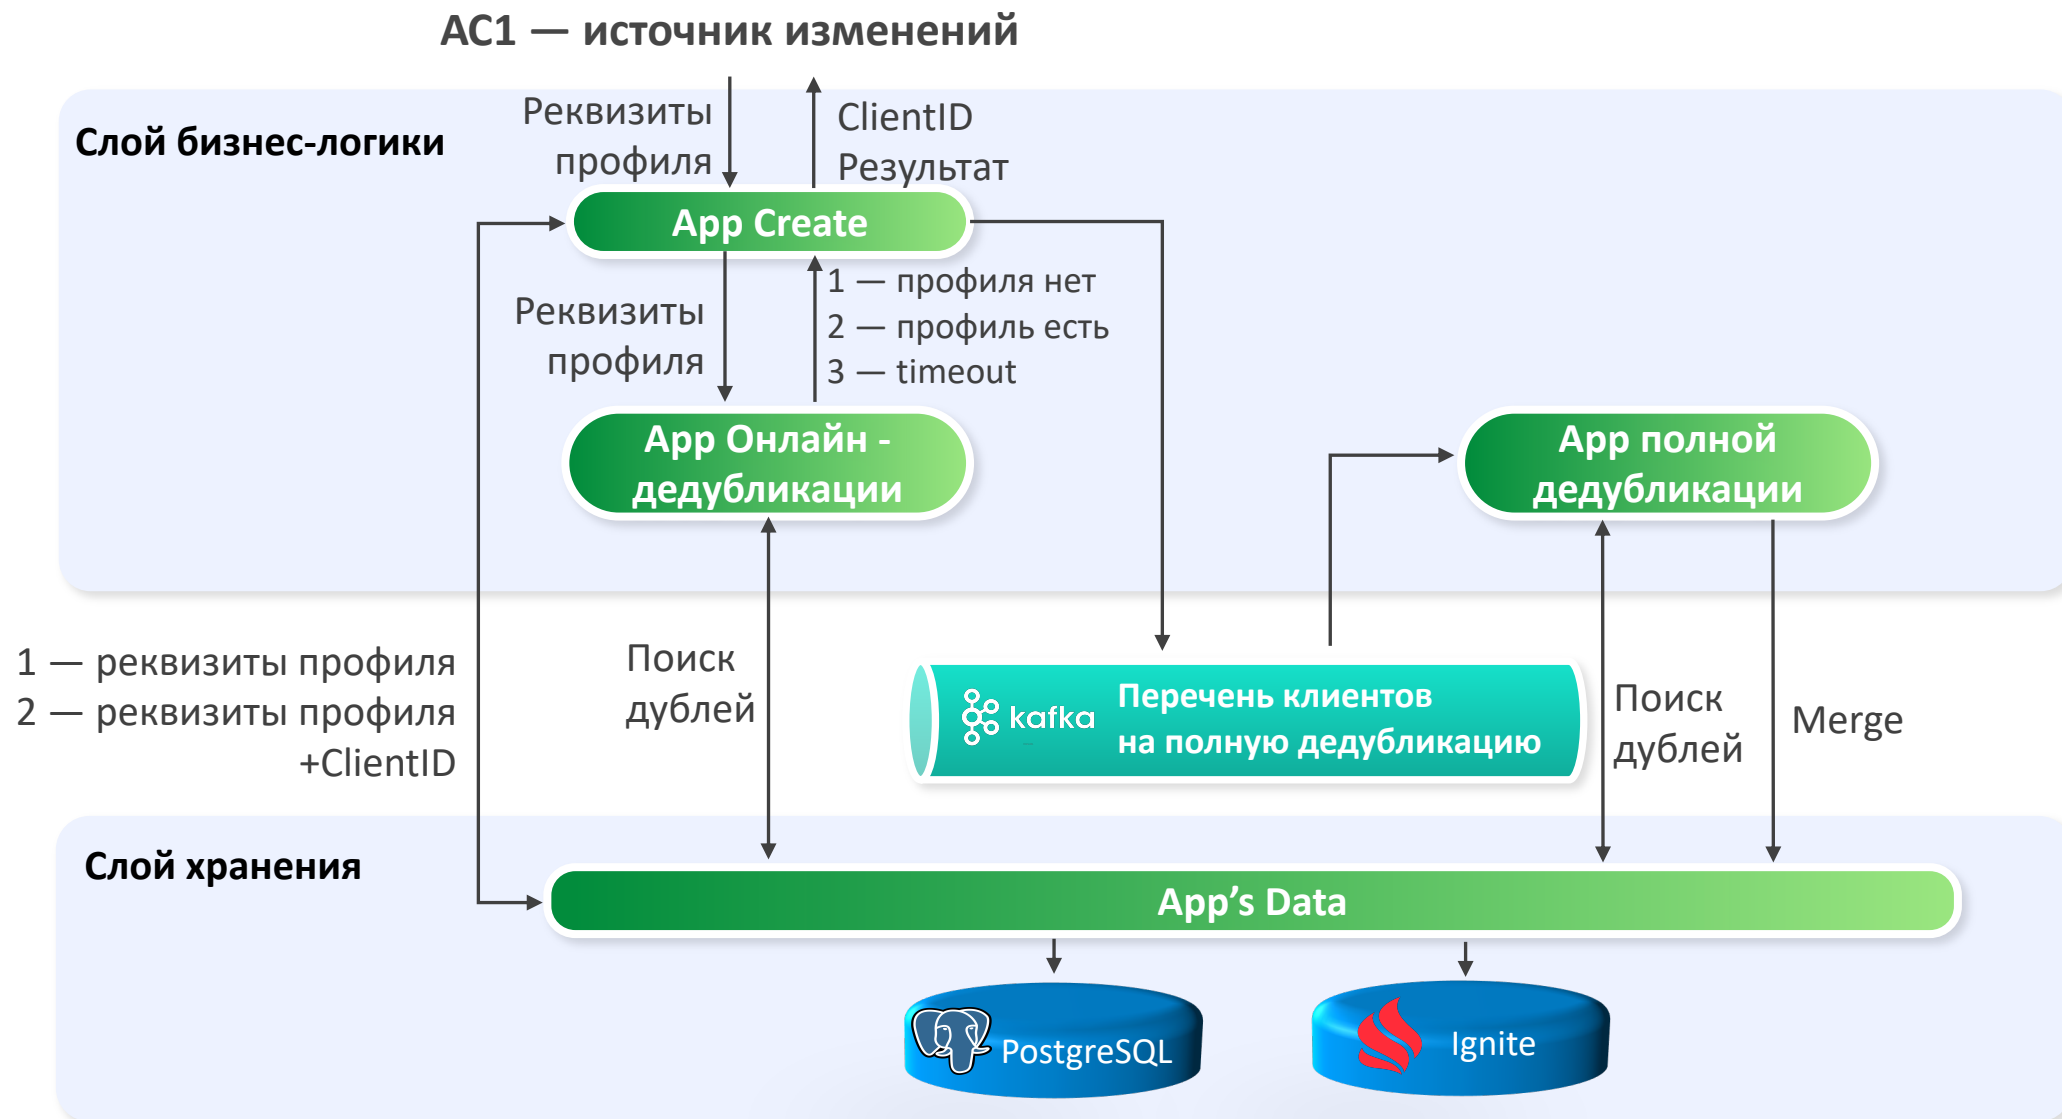 АС1 — источник изменений
Слой бизнес-логики
Реквизиты
профиля
ClientID
Результат
App Create
Реквизиты
профиля
1 — профиля нет
2 — профиль есть
3 — timeout
App Онлайн -
дедубликации
App полной
дедубликации
1 — реквизиты профиля
2 — реквизиты профиля
+ClientID
Поиск
дублей
kafka
Перечень клиентов
на полную дедубликацию
Поиск
дублей
Merge
Слой хранения
App’s Data
PostgreSQL
Ignite